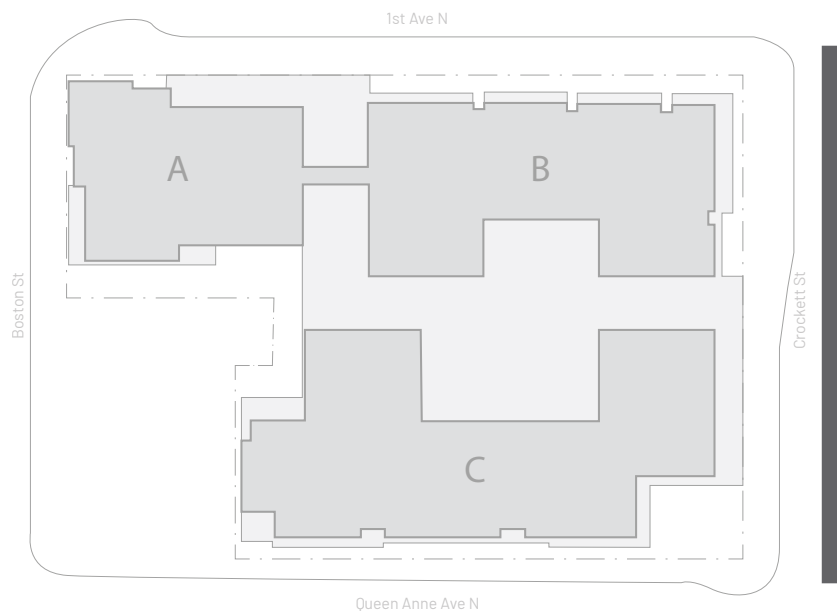 1st Ave N
A
B
Boston St
Crockett St
C
Queen Anne Ave N